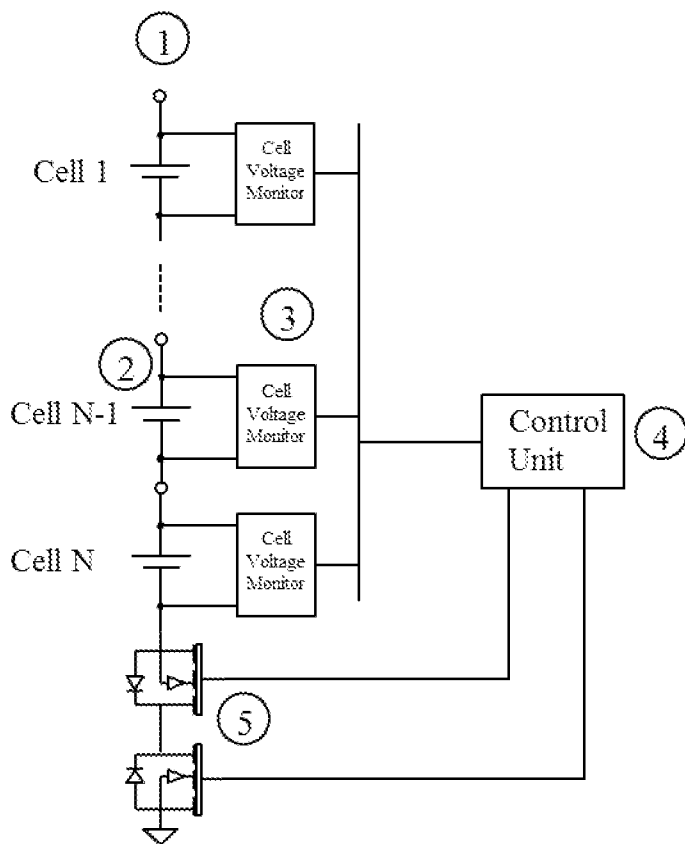 1
Cell 1
Cell
Voltage
Monitor
3
2
Cell N-1
Cell
Voltage
Monitor
Control
Unit
4
Cell N
Cell
Voltage
Monitor
5